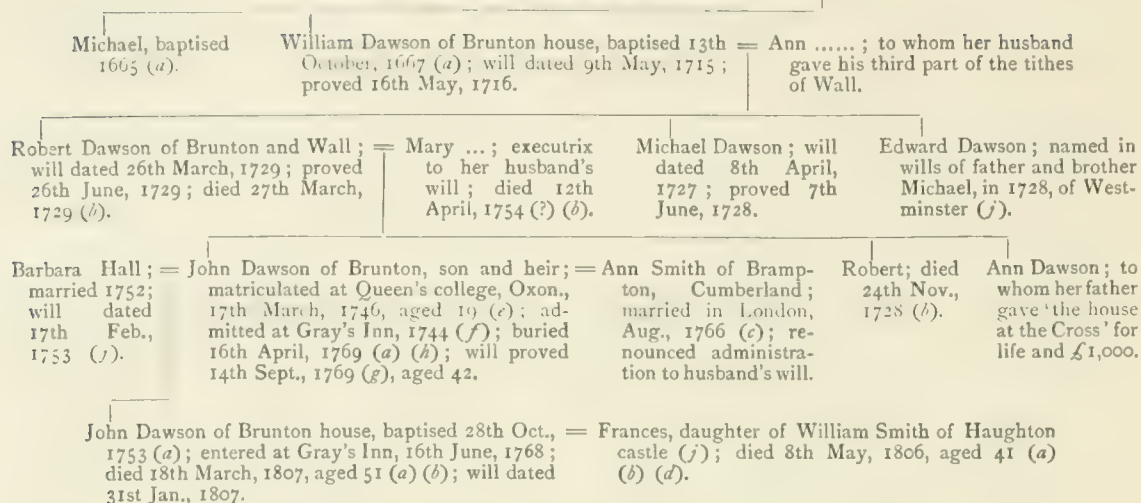 Michael, baptised
1665 (a).
William Dawson of Brunton house, baptised 13th
October, 1667 (a); will dated 9th May, 1715;
proved 16th May, 1716.
= Ann ......; to whom her husband
gave his third part of the tithes
of Wall.
Robert Dawson of Brunton and Wall;
will dated 26th March, 1729; proved
26th June, 1729; died 27th March,
1729 (b).
= Mary ...; executrix
to her husband's
will; died 12th
April, 1754 (?) (b).
Michael Dawson; will
dated 8th April,
1727; proved 7th
June, 1728.
Edward Dawson; named in
wills of father and brother
Michael, in 1728, of West-
minster (j).
Barbara Hall;
married 1752;
will dated
17th Feb.,
1753 (j).
= John Dawson of Brunton, son and heir;
matriculated at Queen's college, Oxon.,
17th March, 1746, aged 19 (e); ad-
mitted at Gray's Inn, 1744 (f); buried
16th April, 1769 (a) (h); will proved
14th Sept., 1769 (g), aged 42.
= Ann Smith of Bramp-
ton, Cumberland;
married in London,
Aug., 1766 (c); re-
nounced administra-
tion to husband's will.
Robert; died
24th Nov.,
1728 (b).
Ann Dawson; to
whom her father
gave 'the house
at the Cross' for
life and £1,000.
John Dawson of Brunton house, baptised 28th Oct.,
1753 (a); entered at Gray's Inn, 16th June, 1768;
died 18th March, 1807, aged 51 (a) (b); will dated
31st Jan., 1807.
= Frances, daughter of William Smith of Haughton
castle (j); died 8th May, 1806, aged 41 (a)
(b) (d).